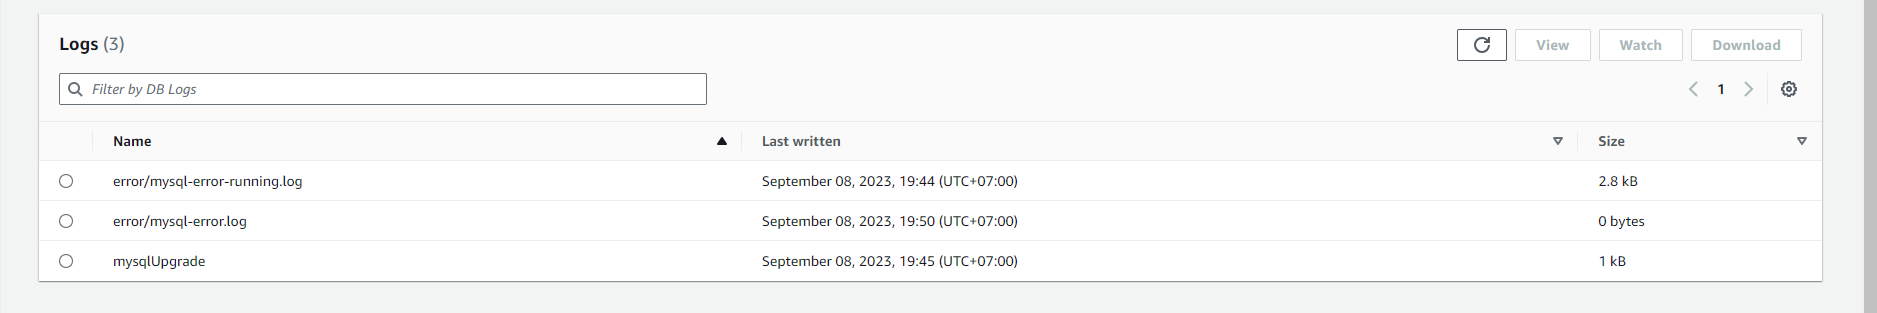 Logs (3)
View
Watch
Download
Filter by DB Logs
1
Name Last written Size
error/mysql-error-running.log September 08, 2023, 19:44 (UTC+07:00) 2.8 kB
error/mysql-error.log September 08, 2023, 19:50 (UTC+07:00) 0 bytes
mysqlUpgrade September 08, 2023, 19:45 (UTC+07:00) 1 kB